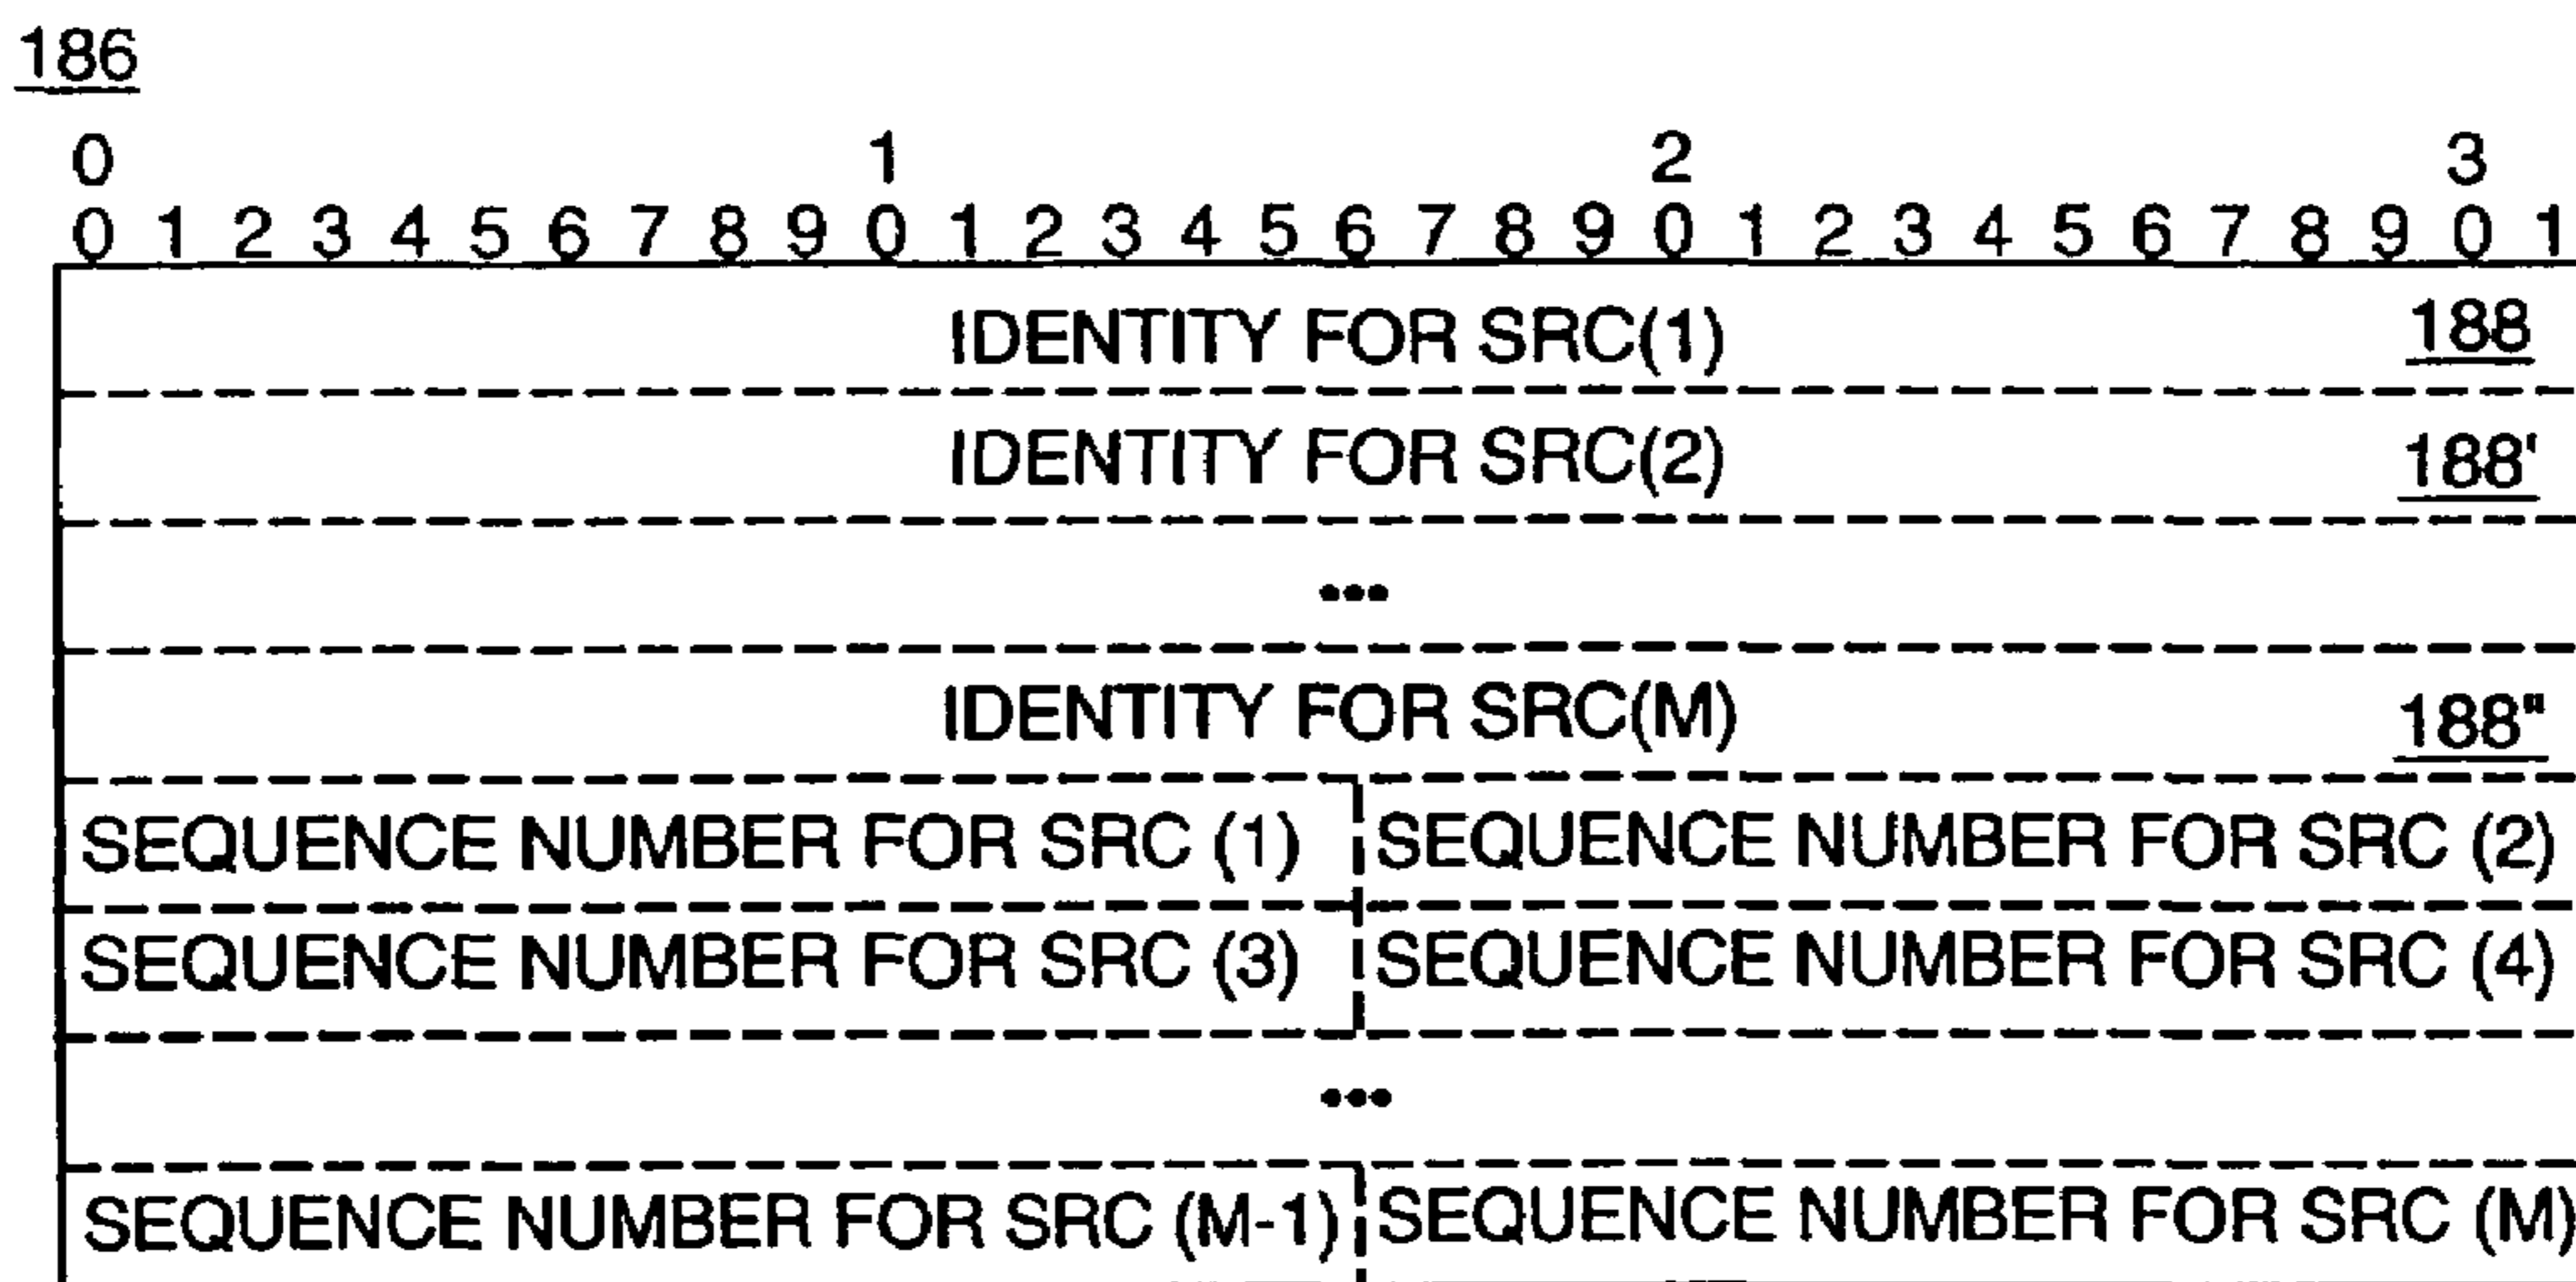 186
0 1 2 3
0 1 2 3 4 5 6 7 8 9 0 1 2 3 4 5 6 7 8 9 0 1 2 3 4 5 6 7 8 9 0 1
IDENTITY FOR SRC(1) 188
IDENTITY FOR SRC(2) 188'
•••
IDENTITY FOR SRC(M) 188"
SEQUENCE NUMBER FOR SRC (1) SEQUENCE NUMBER FOR SRC (2)
SEQUENCE NUMBER FOR SRC (3) SEQUENCE NUMBER FOR SRC (4)
•••
SEQUENCE NUMBER FOR SRC (M-1) SEQUENCE NUMBER FOR SRC (M)